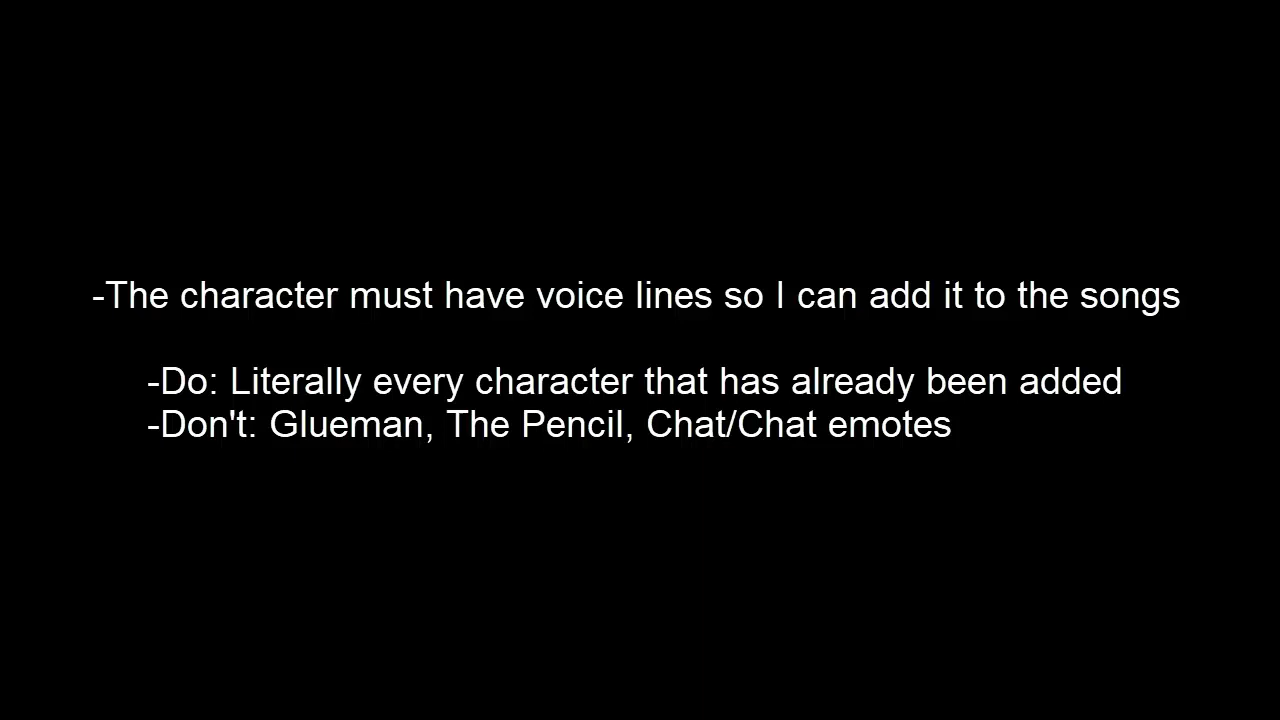 -The character must have voice lines so I can add it to the songs
-Do: Literally every character that has already been added
-Don't: Glueman, The Pencil, Chat/Chat emotes